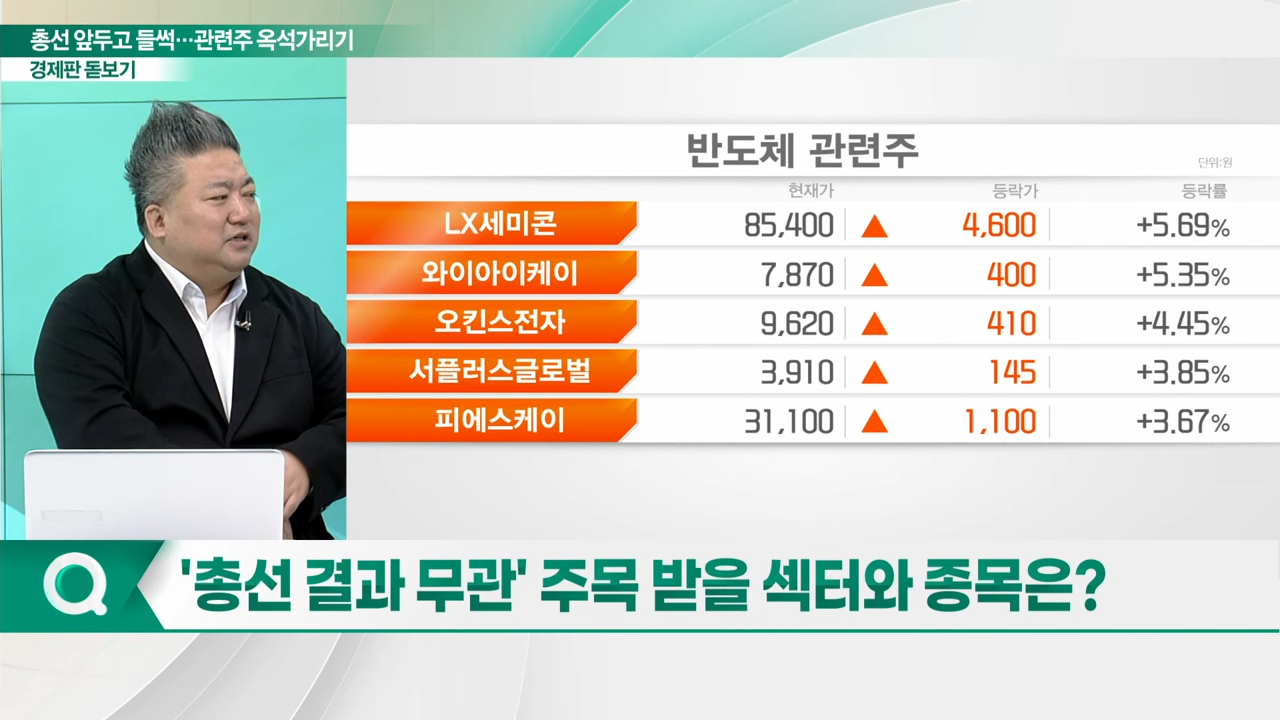 총선 앞두고 들썩…관련주 옥석가리기
경제판 돋보기
반도체 관련주
단위:원
현재가 등락가 등락률
LX세미콘 85,400 ▲ 4,600 +5.69%
와이아이케이 7,870 ▲ 400 +5.35%
오킨스전자 9,620 ▲ 410 +4.45%
서플러스글로벌 3,910 ▲ 145 +3.85%
피에스케이 31,100 ▲ 1,100 +3.67%
'총선 결과 무관' 주목 받을 섹터와 종목은?